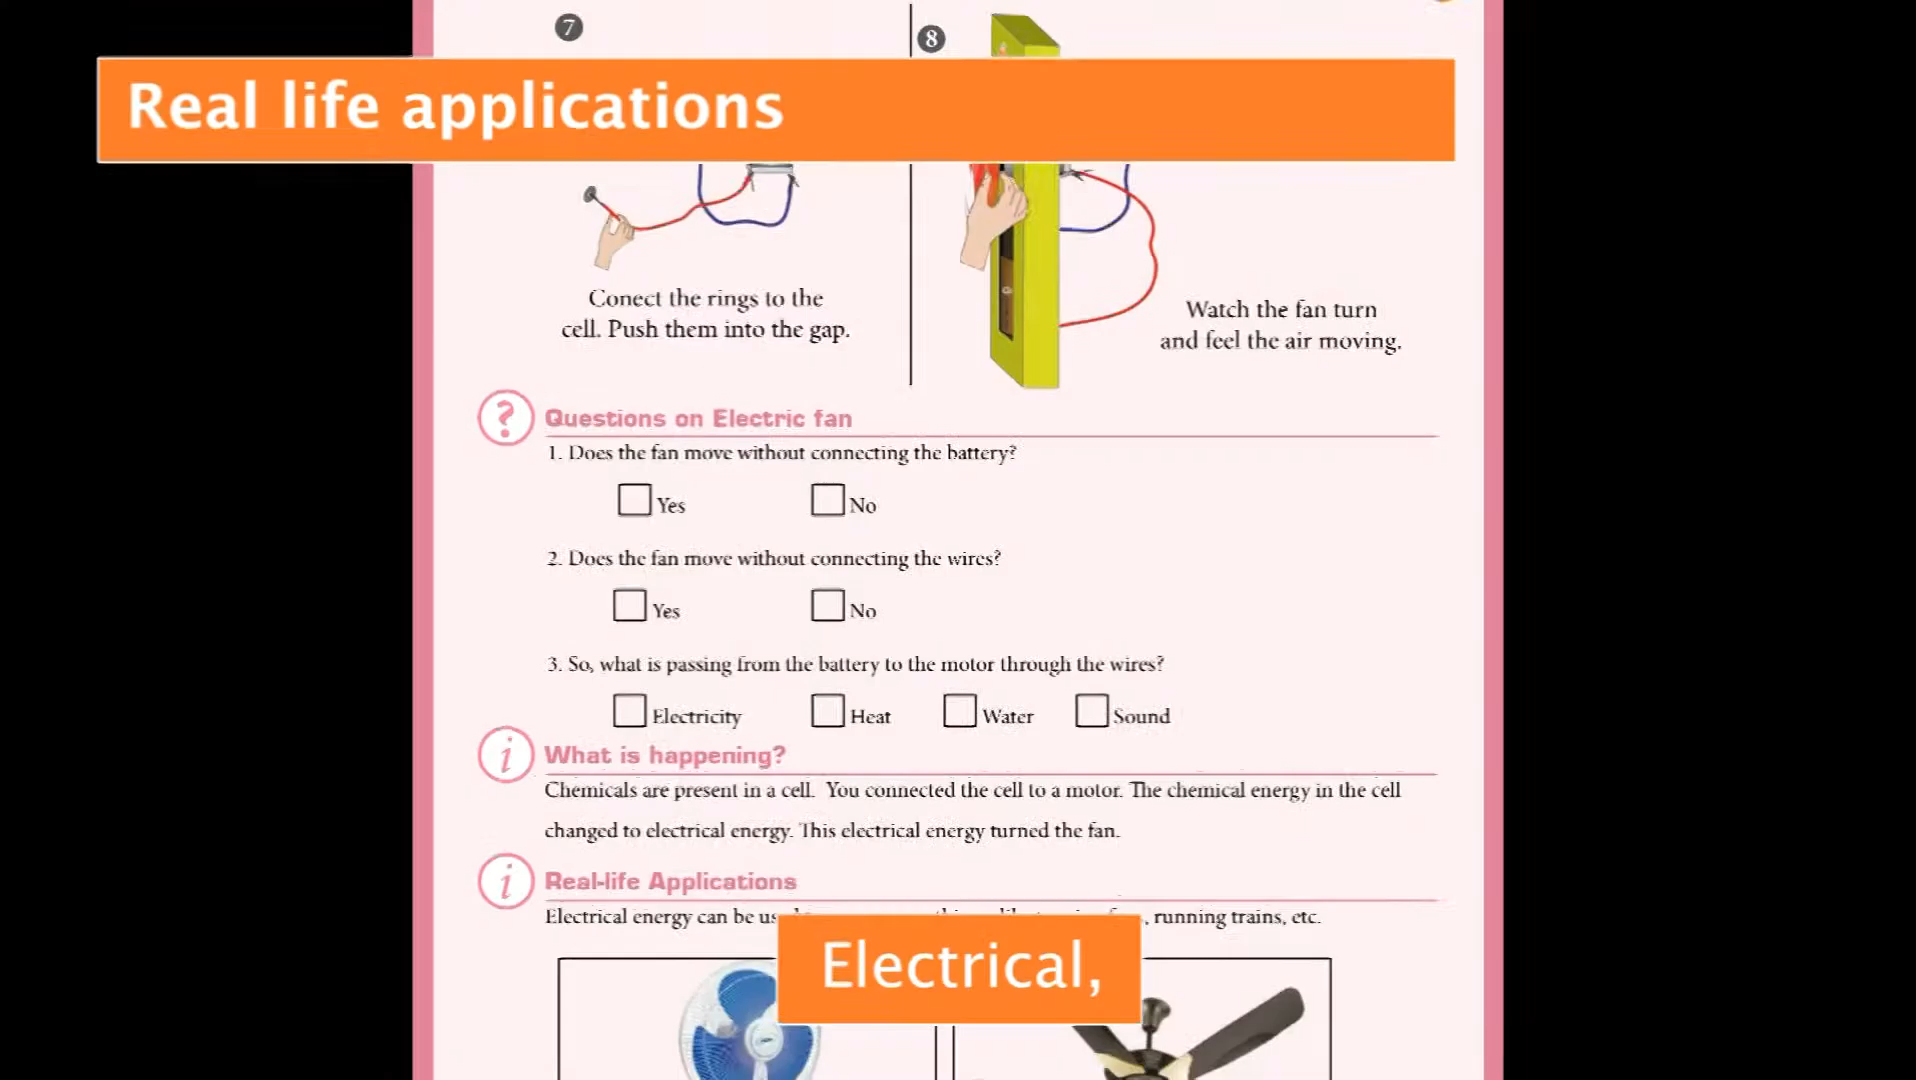 7
8
Real life applications
Conect the rings to the
cell. Push them into the gap.
Watch the fan turn
and feel the air moving.
? Questions on Electric fan
1. Does the fan move without connecting the battery?
Yes No
2. Does the fan move without connecting the wires?
Yes No
3. So, what is passing from the battery to the motor through the wires?
Electricity Heat Water Sound
i What is happening?
Chemicals are present in a cell. You connected the cell to a motor. The chemical energy in the cell
changed to electrical energy. This electrical energy turned the fan.
i Real-life Applications
Electrical energy can be , running trains, etc.
Electrical,